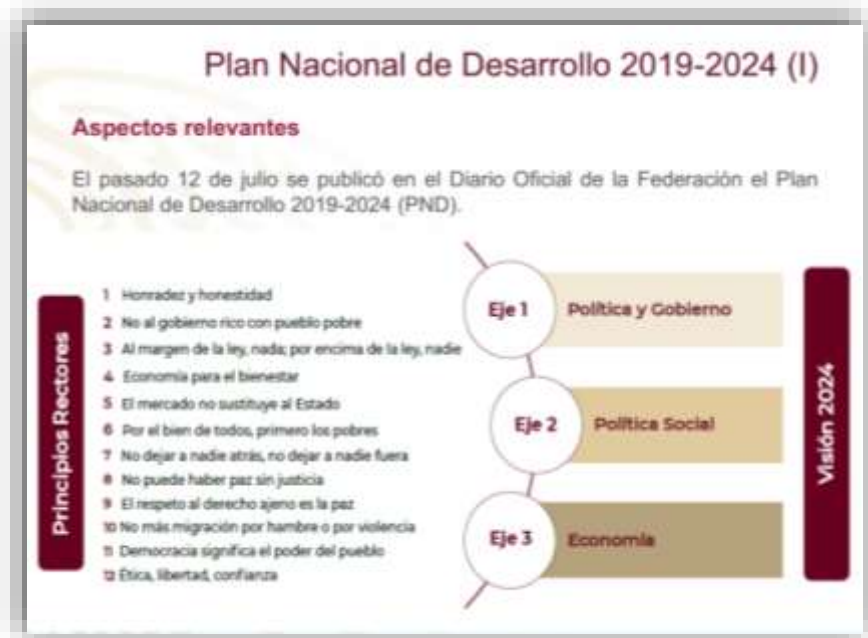 Plan Nacional de Desarrollo 2019-2024 (I)
Aspectos relevantes
El pasado 12 de julio se publicó en el Diario Oficial de la Federación el Plan
Nacional de Desarrollo 2019-2024 (PND).
Principios Rectores
1 Honradez y honestidad
2 No al gobierno rico con pueblo pobre
3 Al margen de la ley, nada; por encima de la ley, nadie
4 Economía para el bienestar
5 El mercado no sustituye al Estado
6 Por el bien de todos, primero los pobres
7 No dejar a nadie atrás, no dejar a nadie fuera
8 No puede haber paz sin justicia
9 El respeto al derecho ajeno es la paz
10 No más migración por hambre o por violencia
11 Democracia significa el poder del pueblo
12 Ética, libertad, confianza
Eje 1
Política y Gobierno
Eje 2
Política Social
Eje 3
Economía
Visión 2024